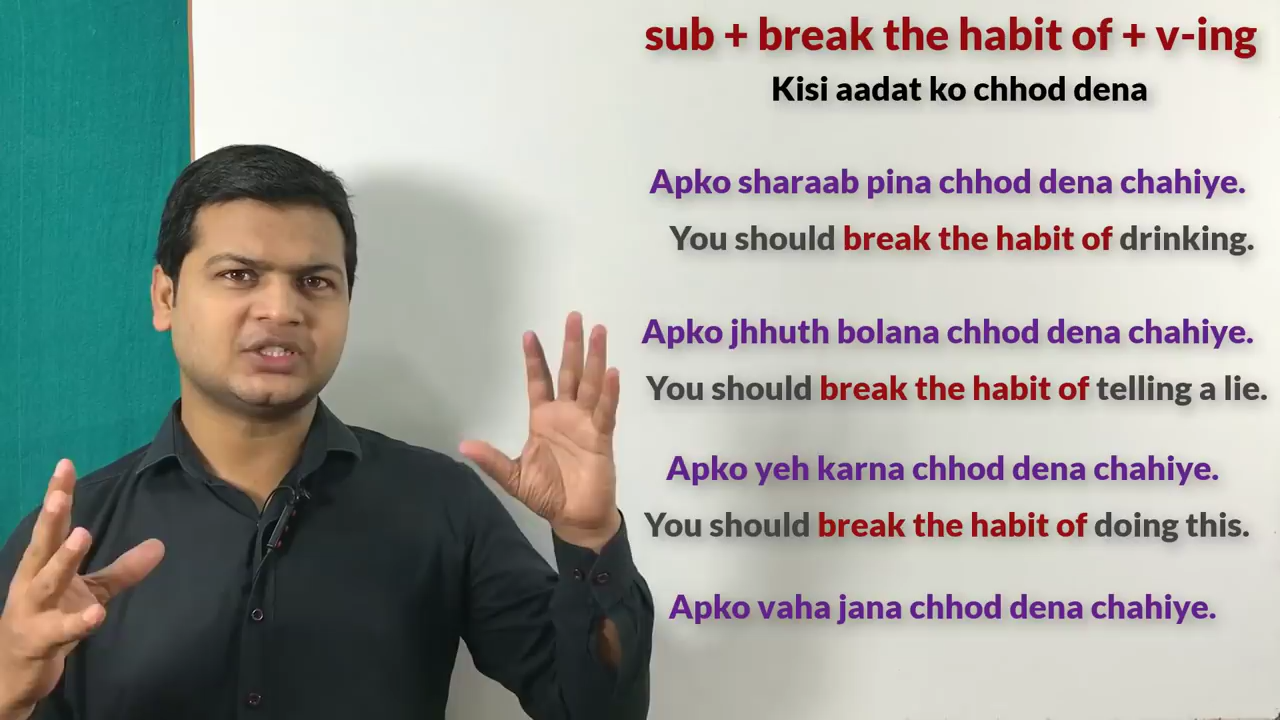 sub + break the habit of + v-ing
Kisi aadat ko chhod dena
Apko sharaab pina chhod dena chahiye.
You should break the habit of drinking.
Apko jhhuth bolana chhod dena chahiye.
You should break the habit of telling a lie.
Apko yeh karna chhod dena chahiye.
You should break the habit of doing this.
Apko vaha jana chhod dena chahiye.